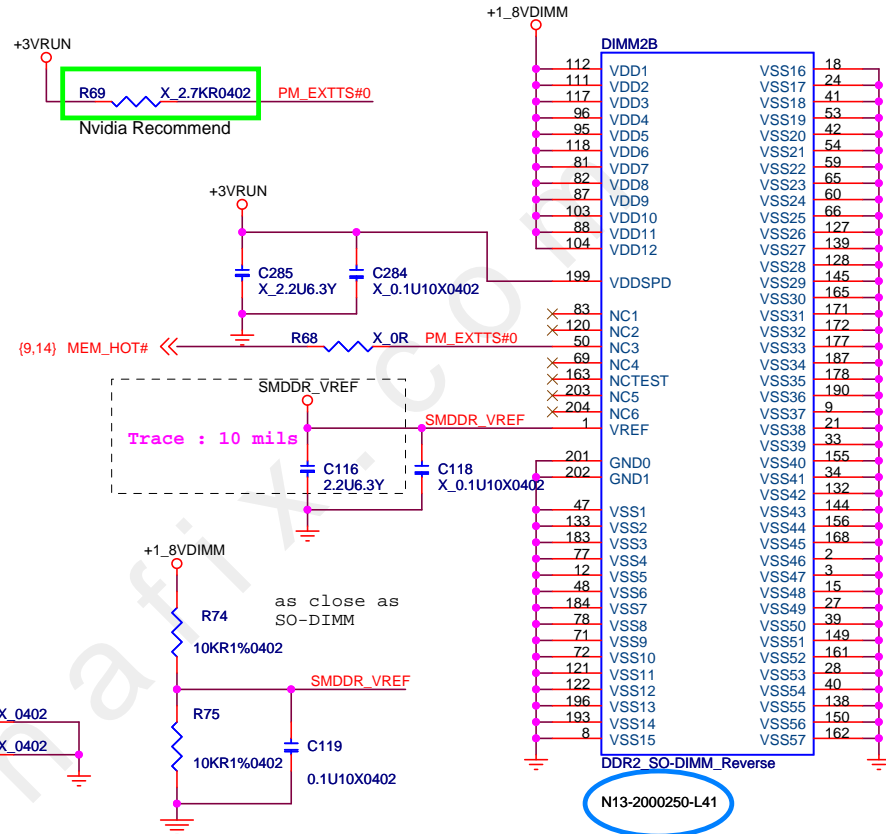 +1_8VDIMM
+3VRUN
R69 X_2.7KR0402 PM_EXTTS#0
Nvidia Recommend
DIMM2B
112 VDD1
111 VDD2
117 VDD3
96 VDD4
95 VDD5
118 VDD6
81 VDD7
82 VDD8
87 VDD9
103 VDD10
88 VDD11
104 VDD12
199 VDDSPD
83 NC1
120 NC2
50 NC3
69 NC4
163 NCTEST
203 NC5
204 NC6
1 VREF
201 GND0
202 GND1
47 VSS1
133 VSS2
183 VSS3
77 VSS4
12 VSS5
48 VSS6
184 VSS7
78 VSS8
71 VSS9
72 VSS10
121 VSS11
122 VSS12
196 VSS13
193 VSS14
8 VSS15
VSS16 18
VSS17 24
VSS18 41
VSS19 53
VSS20 42
VSS21 54
VSS22 59
VSS23 65
VSS24 60
VSS25 66
VSS26 127
VSS27 139
VSS28 128
VSS29 145
VSS30 165
VSS31 171
VSS32 172
VSS33 177
VSS34 187
VSS35 178
VSS36 190
VSS37 9
VSS38 21
VSS39 33
VSS40 155
VSS41 34
VSS42 132
VSS43 144
VSS44 156
VSS45 168
VSS46 2
VSS47 3
VSS48 15
VSS49 27
VSS50 39
VSS51 149
VSS52 161
VSS53 28
VSS54 40
VSS55 138
VSS56 150
VSS57 162
DDR2_SO-DIMM_Reverse
N13-2000250-L41
+3VRUN
C285
X_2.2U6.3Y
C284
X_0.1U10X0402
{9,14} MEM_HOT# R68 X_0R PM_EXTTS#0
SMDDR_VREF
SMDDR_VREF
Trace : 10 mils
C116
2.2U6.3Y
C118
X_0.1U10X0402
+1_8VDIMM
R74
10KR1%0402
as close as
SO-DIMM
SMDDR_VREF
R75
10KR1%0402
C119
0.1U10X0402
X_0402
X_0402
nafix.com